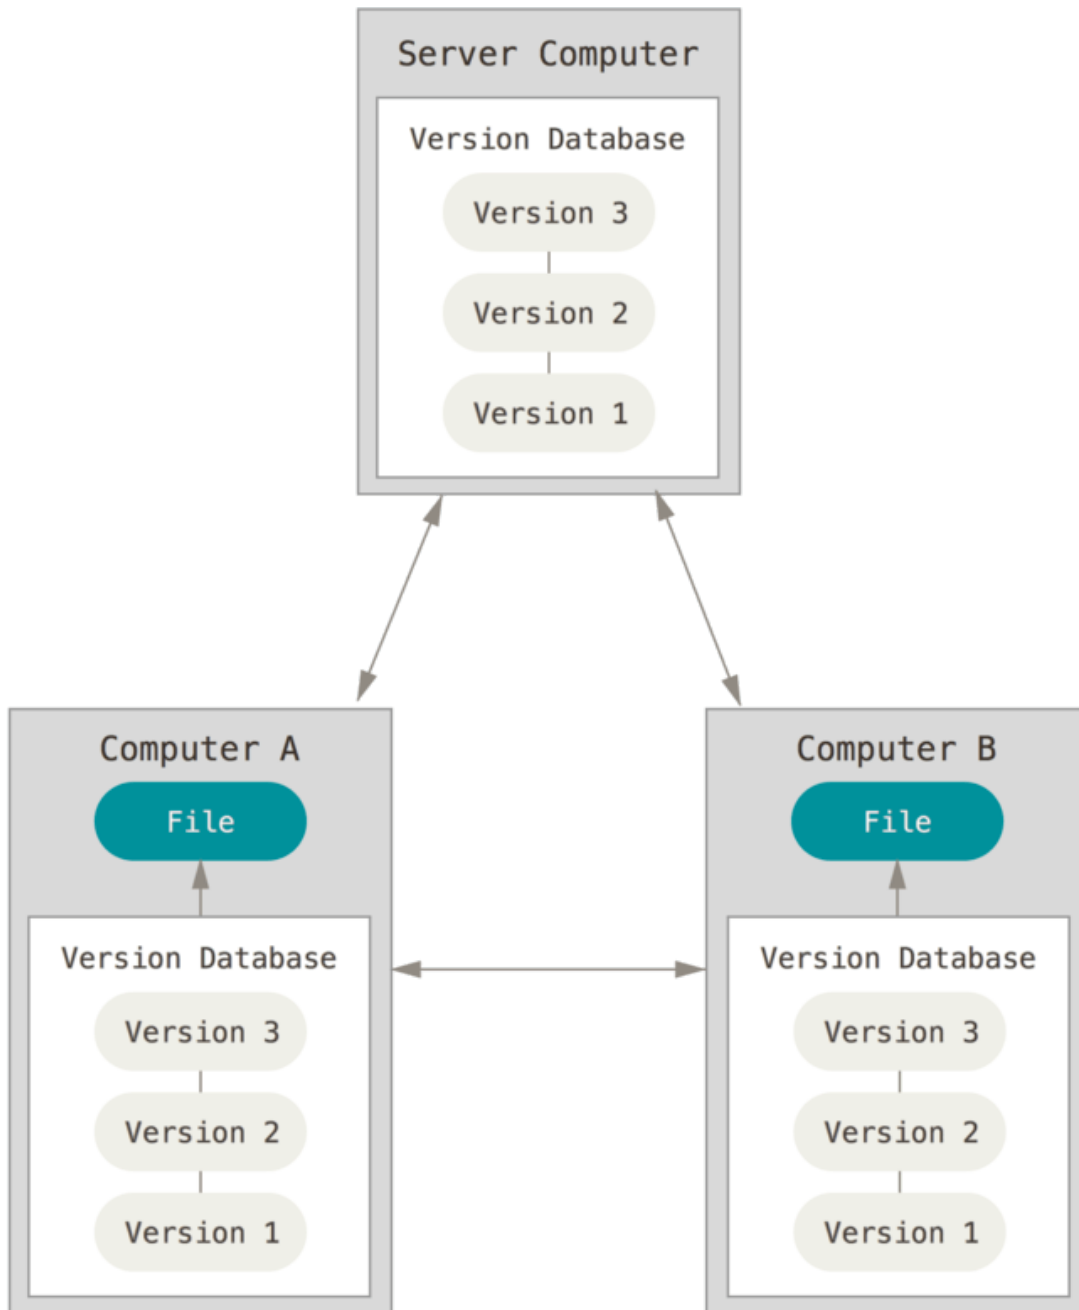 Server Computer
Version Database
Version 3
Version 2
Version 1
Computer A
File
Version Database
Version 3
Version 2
Version 1
Computer B
File
Version Database
Version 3
Version 2
Version 1